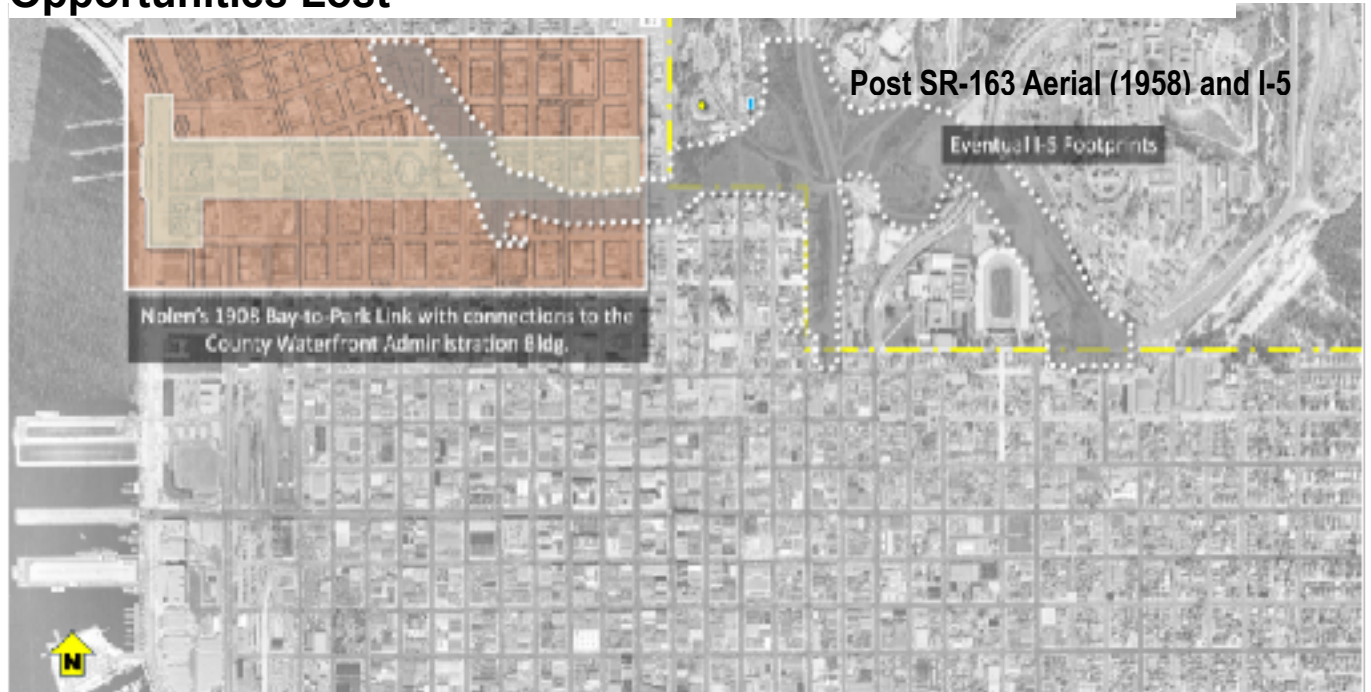 Opportunities Lost
Post SR-163 Aerial (1958) and I-5
Eventual I-5 Footprints
Nolen's 1908 Bay-to-Park Link with connections to the
County Waterfront Administration Bldg.
N